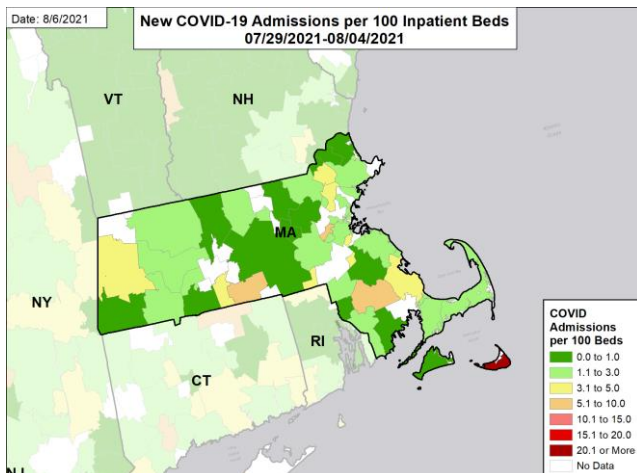 Date: 8/6/2021
New COVID-19 Admissions per 100 Inpatient Beds
07/29/2021-08/04/2021
VT
NH
MA
NY
CT
RI
COVID
Admissions
per 100 Beds
0.0 to 1.0
1.1 to 3.0
3.1 to 5.0
5.1 to 10.0
10.1 to 15.0
15.1 to 20.0
20.1 or More
No Data